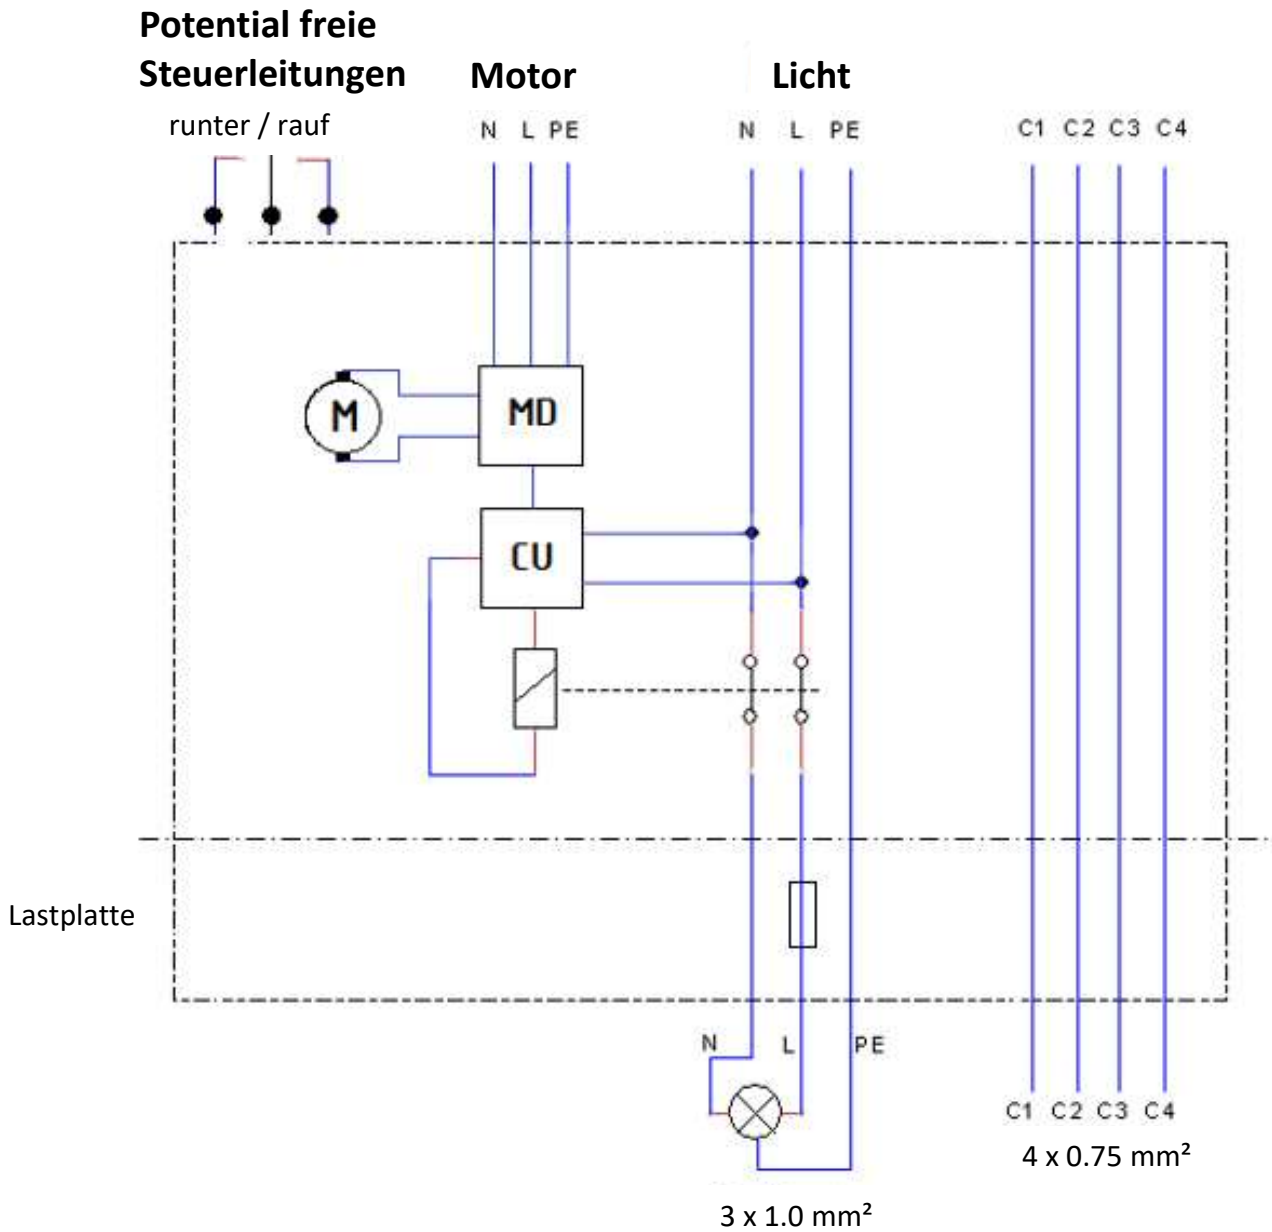 Potential freie
Steuerleitungen
Motor
Licht
runter / rauf
N L PE
N L PE
C1 C2 C3 C4
M
MD
CU
Lastplatte
N L PE
C1 C2 C3 C4
4 x 0.75 mm²
3 x 1.0 mm²